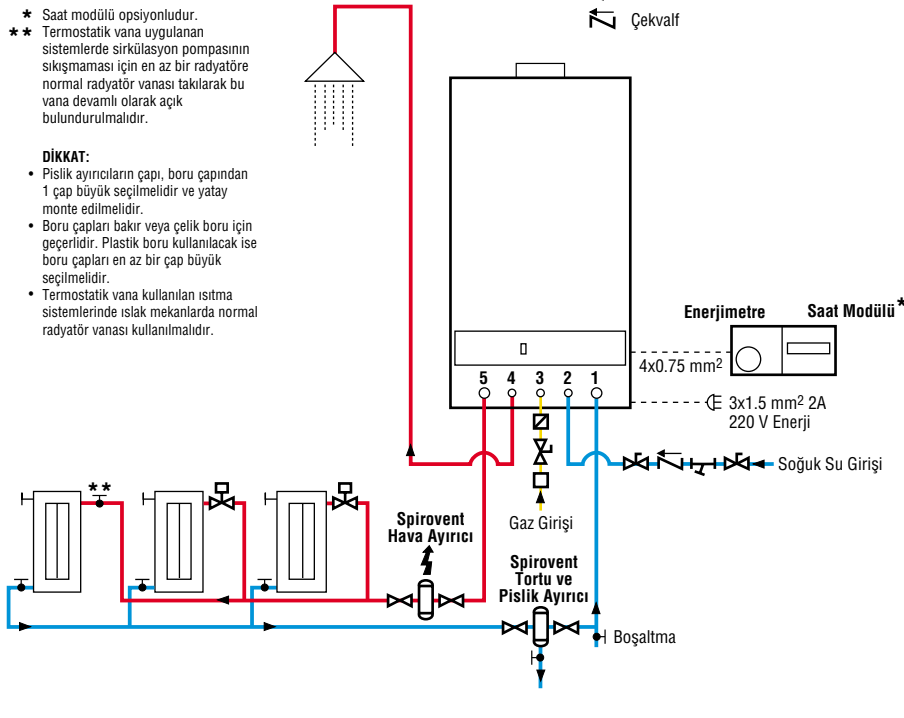 * Saat modülü opsiyonludur.
** Termostatik vana uygulanan
sistemlerde sirkülasyon pompasının
sıkışmaması için en az bir radyatöre
normal radyatör vanası takılarak bu
vana devamlı olarak açık
bulundurulmalıdır.
DİKKAT:
• Pislik ayırıcıların çapı, boru çapından
1 çap büyük seçilmelidir ve yatay
monte edilmelidir.
• Boru çapları bakır veya çelik boru için
geçerlidir. Plastik boru kullanılacak ise
boru çapları en az bir çap büyük
seçilmelidir.
• Termostatik vana kullanılan ısıtma
sistemlerinde ıslak mekanlarda normal
radyatör vanası kullanılmalıdır.
Çekvalf
Enerjimetre Saat Modülü*
4x0.75 mm²
5 4 3 2 1
3x1.5 mm² 2A
220 V Enerji
Soğuk Su Girişi
Gaz Girişi
**
Spirovent
Hava Ayırıcı
Spirovent
Tortu ve
Pislik Ayırıcı
Boşaltma